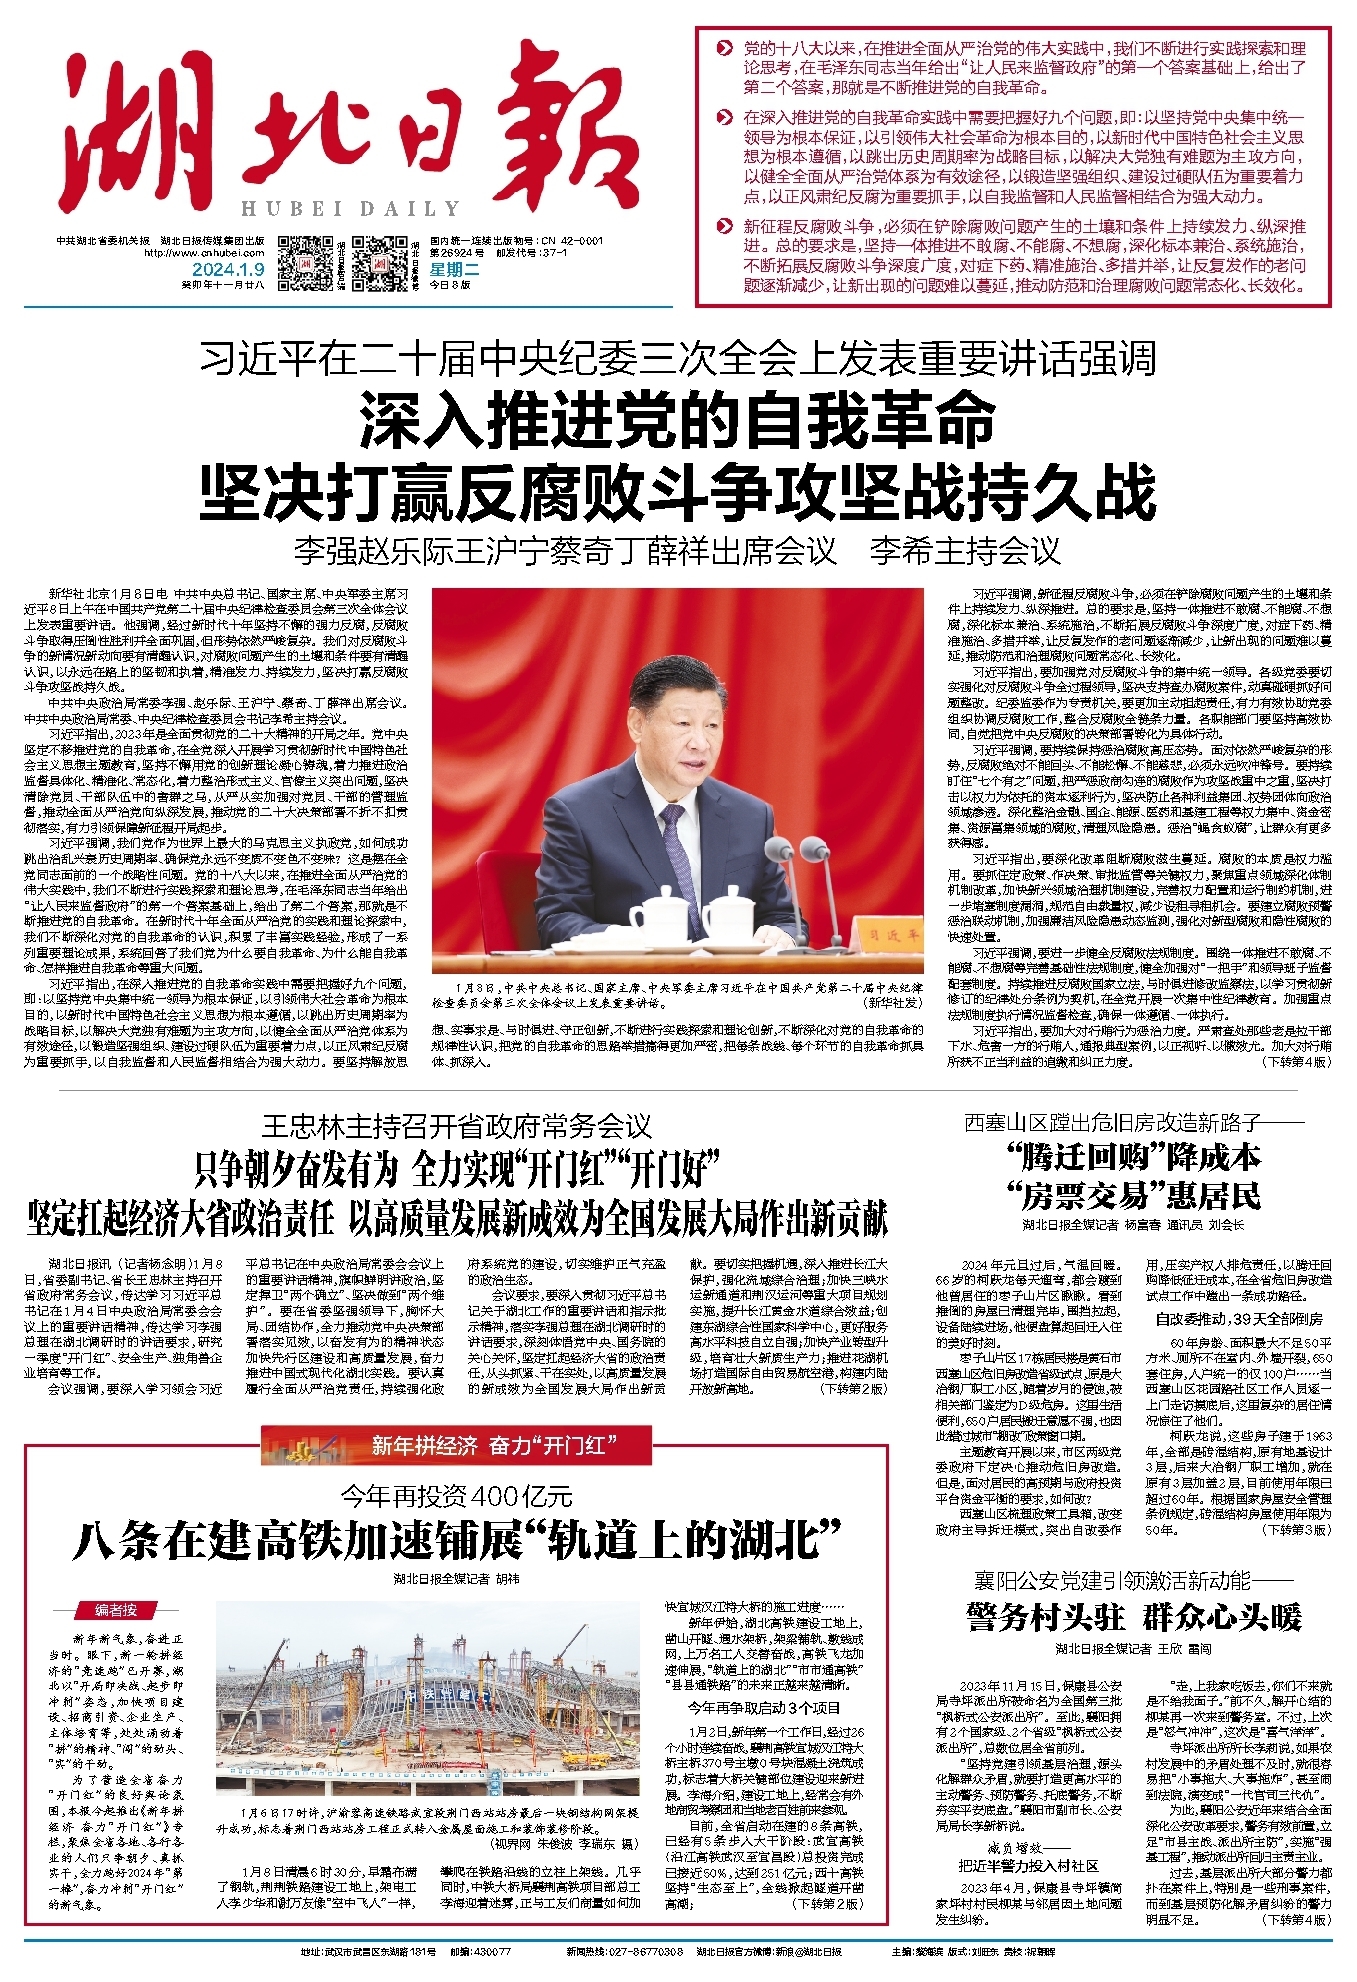 湖北日報
HUBEI DAILY
中共湖北省委机关报 湖北日报传媒集团出版
http://www.cnhubei.com
2024.1.9
癸卯年十一月廿八
国内统一连续出版物号：CN 42-0001
第26924号 邮发代号：37-1
星期二
今日8版
党的十八大以来，在推进全面从严治党的伟大实践中，我们不断进行实践探索和理
论思考，在毛泽东同志当年给出“让人民来监督政府”的第一个答案基础上，给出了
第二个答案，那就是不断推进党的自我革命。
在深入推进党的自我革命实践中需要把握好九个问题，即：以坚持党中央集中统一
领导为根本保证，以引领伟大社会革命为根本目的，以新时代中国特色社会主义思
想为根本遵循，以跳出历史周期率为战略目标，以解决大党独有难题为主攻方向，
以健全全面从严治党体系为有效途径，以锻造坚强组织、建设过硬队伍为重要着力
点，以正风肃纪反腐为重要抓手，以自我监督和人民监督相结合为强大动力。
新征程反腐败斗争，必须在铲除腐败问题产生的土壤和条件上持续发力、纵深推
进。总的要求是，坚持一体推进不敢腐、不能腐、不想腐，深化标本兼治、系统施治，
不断拓展反腐败斗争深度广度，对症下药、精准施治、多措并举，让反复发作的老问
题逐渐减少，让新出现的问题难以蔓延，推动防范和治理腐败问题常态化、长效化。
习近平在二十届中央纪委三次全会上发表重要讲话强调
深入推进党的自我革命
坚决打赢反腐败斗争攻坚战持久战
李强赵乐际王沪宁蔡奇丁薛祥出席会议 李希主持会议
新华社北京1月8日电 中共中央总书记、国家主席、中央军委主席习
近平8日上午在中国共产党第二十届中央纪律检查委员会第三次全体会议
上发表重要讲话。他强调，经过新时代十年坚持不懈的强力反腐，反腐败
斗争取得压倒性胜利并全面巩固，但形势依然严峻复杂。我们对反腐败斗
争的新情况新动向要有清醒认识，对腐败问题产生的土壤和条件要有清醒
认识，以永远在路上的坚韧和执着，精准发力、持续发力，坚决打赢反腐败
斗争攻坚战持久战。
中共中央政治局常委李强、赵乐际、王沪宁、蔡奇、丁薛祥出席会议。
中共中央政治局常委、中央纪律检查委员会书记李希主持会议。
习近平指出，2023年是全面贯彻党的二十大精神的开局之年。党中央
坚定不移推进党的自我革命，在全党深入开展学习贯彻新时代中国特色社
会主义思想主题教育，坚持不懈用党的创新理论凝心铸魂，着力推进政治
监督具体化、精准化、常态化，着力整治形式主义、官僚主义突出问题，坚决
清除党员、干部队伍中的害群之马，从严从实加强对党员、干部的管理监
督，推动全面从严治党向纵深发展，推动党的二十大决策部署不折不扣贯
彻落实，有力引领保障新征程开局起步。
习近平强调，我们党作为世界上最大的马克思主义执政党，如何成功
跳出治乱兴衰历史周期率、确保党永远不变质不变色不变味？这是摆在全
党同志面前的一个战略性问题。党的十八大以来，在推进全面从严治党的
伟大实践中，我们不断进行实践探索和理论思考，在毛泽东同志当年给出
“让人民来监督政府”的第一个答案基础上，给出了第二个答案，那就是不
断推进党的自我革命。在新时代十年全面从严治党的实践和理论探索中，
我们不断深化对党的自我革命的认识，积累了丰富实践经验，形成了一系
列重要理论成果，系统回答了我们党为什么要自我革命、为什么能自我革
命、怎样推进自我革命等重大问题。
习近平指出，在深入推进党的自我革命实践中需要把握好九个问题，
即：以坚持党中央集中统一领导为根本保证，以引领伟大社会革命为根本
目的，以新时代中国特色社会主义思想为根本遵循，以跳出历史周期率为
战略目标，以解决大党独有难题为主攻方向，以健全全面从严治党体系为
有效途径，以锻造坚强组织、建设过硬队伍为重要着力点，以正风肃纪反腐
为重要抓手，以自我监督和人民监督相结合为强大动力。要坚持解放思
习近平
1月8日，中共中央总书记、国家主席、中央军委主席习近平在中国共产党第二十届中央纪律
检查委员会第三次全体会议上发表重要讲话。 （新华社发）
想、实事求是、与时俱进、守正创新，不断进行实践探索和理论创新，不断深化对党的自我革命的
规律性认识，把党的自我革命的思路举措搞得更加严密，把每条战线、每个环节的自我革命抓具
体、抓深入。
习近平强调，新征程反腐败斗争，必须在铲除腐败问题产生的土壤和条
件上持续发力、纵深推进。总的要求是，坚持一体推进不敢腐、不能腐、不想
腐，深化标本兼治、系统施治，不断拓展反腐败斗争深度广度，对症下药、精
准施治、多措并举，让反复发作的老问题逐渐减少，让新出现的问题难以蔓
延，推动防范和治理腐败问题常态化、长效化。
习近平指出，要加强党对反腐败斗争的集中统一领导。各级党委要切
实强化对反腐败斗争全过程领导，坚决支持查办腐败案件，动真碰硬抓好问
题整改。纪委监委作为专责机关，要更加主动担起责任，有力有效协助党委
组织协调反腐败工作，整合反腐败全链条力量。各职能部门要坚持高效协
同，自觉把党中央反腐败的决策部署转化为具体行动。
习近平强调，要持续保持惩治腐败高压态势。面对依然严峻复杂的形
势，反腐败绝对不能回头、不能松懈、不能慈悲，必须永远吹冲锋号。要持续
盯住“七个有之”问题，把严惩政商勾连的腐败作为攻坚战重中之重，坚决打
击以权力为依托的资本逐利行为，坚决防止各种利益集团、权势团体向政治
领域渗透。深化整治金融、国企、能源、医药和基建工程等权力集中、资金密
集、资源富集领域的腐败，清理风险隐患。惩治“蝇贪蚁腐”，让群众有更多
获得感。
习近平指出，要深化改革阻断腐败滋生蔓延。腐败的本质是权力滥
用。要抓住定政策、作决策、审批监管等关键权力，聚焦重点领域深化体制
机制改革，加快新兴领域治理机制建设，完善权力配置和运行制约机制，进
一步堵塞制度漏洞，规范自由裁量权，减少设租寻租机会。要建立腐败预警
惩治联动机制，加强廉洁风险隐患动态监测，强化对新型腐败和隐性腐败的
快速处置。
习近平强调，要进一步健全反腐败法规制度。围绕一体推进不敢腐、不
能腐、不想腐等完善基础性法规制度，健全加强对“一把手”和领导班子监督
配套制度。持续推进反腐败国家立法，与时俱进修改监察法，以学习贯彻新
修订的纪律处分条例为契机，在全党开展一次集中性纪律教育。加强重点
法规制度执行情况监督检查，确保一体遵循、一体执行。
习近平指出，要加大对行贿行为惩治力度。严肃查处那些老是拉干部
下水、危害一方的行贿人，通报典型案例，以正视听、以儆效尤。加大对行贿
所获不正当利益的追缴和纠正力度。 （下转第4版）
王忠林主持召开省政府常务会议
只争朝夕奋发有为 全力实现“开门红”“开门好”
坚定扛起经济大省政治责任 以高质量发展新成效为全国发展大局作出新贡献
湖北日报讯（记者杨念明）1月8
日，省委副书记、省长王忠林主持召开
省政府常务会议，传达学习习近平总
书记在1月4日中央政治局常委会会
议上的重要讲话精神，传达学习李强
总理在湖北调研时的讲话要求，研究
一季度“开门红”、安全生产、独角兽企
业培育等工作。
会议强调，要深入学习领会习近
平总书记在中央政治局常委会会议上
的重要讲话精神，旗帜鲜明讲政治，坚
定捍卫“两个确立”、坚决做到“两个维
护”。要在省委坚强领导下，胸怀大
局、团结协作，全力推动党中央决策部
署落实见效，以奋发有为的精神状态
加快先行区建设和高质量发展，奋力
推进中国式现代化湖北实践。要认真
履行全面从严治党责任，持续强化政
府系统党的建设，切实维护正气充盈
的政治生态。
会议要求，要深入贯彻习近平总书
记关于湖北工作的重要讲话和指示批
示精神，落实李强总理在湖北调研时的
讲话要求，深刻体悟党中央、国务院的
关心关怀，坚定扛起经济大省的政治责
任，从头抓紧、干在实处，以高质量发展
的新成效为全国发展大局作出新贡
献。要切实把握机遇，深入推进长江大
保护，强化流域综合治理；加快三峡水
运新通道和荆汉运河等重大项目规划
实施，提升长江黄金水道综合效益；创
建东湖综合性国家科学中心，更好服务
高水平科技自立自强；加快产业转型升
级，培育壮大新质生产力；推进花湖机
场打造国际自由贸易航空港，构建内陆
开放新高地。 （下转第2版）
西塞山区蹚出危旧房改造新路子——
“腾迁回购”降成本
“房票交易”惠居民
湖北日报全媒记者 杨富春 通讯员 刘会长
2024年元旦过后，气温回暖。
66岁的柯跃龙每天遛弯，都会踱到
他曾居住的枣子山片区瞅瞅。看到
推倒的房屋已清理完毕，围挡拉起，
设备陆续进场，他便盘算起回迁入住
的美好时刻。
枣子山片区17栋居民楼是黄石市
西塞山区危旧房改造省级试点，原是大
冶钢厂职工小区，随着岁月的侵蚀，被
相关部门鉴定为D级危房。这里生活
便利，650户居民搬迁意愿不强，也因
此错过城市“棚改”政策窗口期。
主题教育开展以来，市区两级党
委政府下定决心推动危旧房改造。
但是，面对居民的高预期与政府投资
平台资金平衡的要求，如何改？
西塞山区梳理政策工具箱，改变
政府主导拆迁模式，突出自改委作
用，压实产权人排危责任，以腾迁回
购降低征迁成本，在全省危旧房改造
试点工作中蹚出一条成功路径。
自改委推动，39天全部到房
60年房龄、面积最大不足50平
方米、厕所不在室内、外墙开裂，650
套住房，人户统一的仅100户……当
西塞山区花园路社区工作人员逐一
上门走访摸底后，这里复杂的居住情
况惊住了他们。
柯跃龙说，这些房子建于1963
年，全部是砖混结构，原有地基设计
3层，后来大冶钢厂职工增加，就在
原有3层加盖2层，目前使用年限已
超过60年。根据国家房屋安全管理
条例规定，砖混结构房屋使用年限为
50年。 （下转第3版）
新年拼经济 奋力“开门红”
今年再投资400亿元
八条在建高铁加速铺展“轨道上的湖北”
湖北日报全媒记者 胡祎
编者按
新年新气象，奋进正
当时。眼下，新一轮拼经
济的“竞速跑”已开赛，湖
北以“开局即决战、起步即
冲刺”姿态，加快项目建
设、招商引资、企业生产、
主体培育等，处处涌动着
“拼”的精神、“闯”的劲头、
“实”的干劲。
为了营造全省奋力
“开门红”的良好舆论氛
围，本报今起推出《新年拼
经济 奋力“开门红”》专
栏，聚焦全省各地、各行各
业的人们只争朝夕、真抓
实干，全力跑好2024年“第
一棒”，奋力冲刺“开门红”
的新气象。
1月6日17时许，沪渝蓉高速铁路武宜段荆门西站站房最后一块钢结构网架提
升成功，标志着荆门西站站房工程正式转入金属屋面施工和装饰装修阶段。
（视界网 朱俊波 李瑞东 摄）
1月8日清晨6时30分，早霜布满
了钢轨，荆荆铁路建设工地上，架电工
人李少华和谢万友像“空中飞人”一样，
攀爬在铁路沿线的立柱上架线。几乎
同时，中铁大桥局襄荆高铁项目部总工
李海迎着迷雾，正与工友们商量如何加
快宜城汉江特大桥的施工进度……
新年伊始，湖北高铁建设工地上，
凿山开隧、遇水架桥，架梁铺轨、敷线成
网，上万名工人交替奋战，高铁飞龙加
速伸展，“轨道上的湖北”“市市通高铁”
“县县通铁路”的未来正越来越清晰。
今年再争取启动3个项目
1月2日，新年第一个工作日，经过26
个小时连续奋战，襄荆高铁宜城汉江特大
桥主桥370号主墩0号块混凝土浇筑成
功，标志着大桥关键部位建设迎来新进
展。李海介绍，建设工地上，经常会有外
地商贸考察团和当地老百姓前来参观。
目前，全省启动在建的8条高铁，
已经有5条步入大干阶段：武宜高铁
（沿江高铁武汉至宜昌段）总投资完成
已接近50%，达到251亿元；西十高铁
坚持“生态至上”，全线掀起隧道开凿
高潮； （下转第2版）
襄阳公安党建引领激活新动能——
警务村头驻 群众心头暖
湖北日报全媒记者 王欣 雷闯
2023年11月15日，保康县公安
局寺坪派出所被命名为全国第三批
“枫桥式公安派出所”。至此，襄阳拥
有2个国家级、2个省级“枫桥式公安
派出所”，总数位居全省前列。
“坚持党建引领基层治理，源头
化解群众矛盾，就要打造更高水平的
主动警务、预防警务、托底警务，不断
夯实平安底盘。”襄阳市副市长、公安
局局长李新桥说。
减负增效——
把近半警力投入村社区
2023年4月，保康县寺坪镇简
家坪村村民柳某与邻居因土地问题
发生纠纷。
“走，上我家吃饭去，你们不来就
是不给我面子。”前不久，解开心结的
柳某再一次来到警务室。不过，上次
是“怒气冲冲”，这次是“喜气洋洋”。
寺坪派出所所长李莉说，如果农
村发展中的矛盾处理不及时，就很容
易把“小事拖大、大事拖炸”，甚至闹
到法院，演变成“一代官司三代仇”。
为此，襄阳公安近年来结合全面
深化公安改革要求，警务有效前置，立
足“市县主战、派出所主防”，实施“强
基工程”，推动派出所回归主责主业。
过去，基层派出所大部分警力都
扑在案件上，特别是一些刑事案件，
而到基层预防化解矛盾纠纷的警力
明显不足。 （下转第4版）
地址：武汉市武昌区东湖路181号 邮编：430077 新闻热线：027-86770308 湖北日报官方微博：新浪@湖北日报